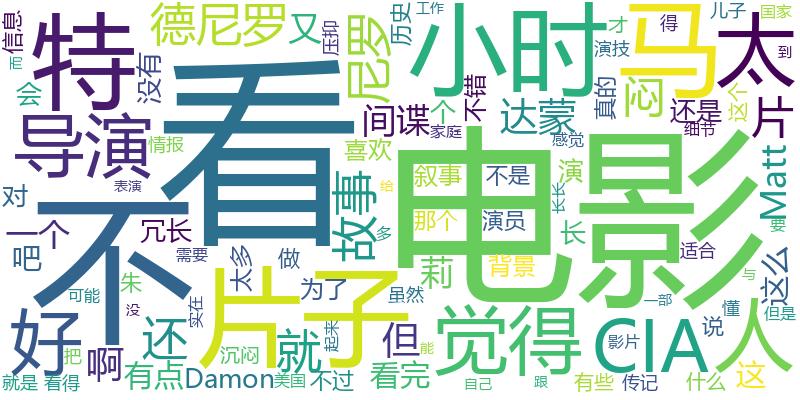 信息 而 德尼罗 又 压抑 历史 工作 尼罗 小时 马 才 得 儿子 国家 太 到
会 特 没有 个 不错 演技 真的 闷 这个 片
导演 看 间谍 家庭 达蒙 还是 细节
情报 喜欢 电影 感觉 Matt
对 表演 不 故事 给 叙事 不是 演 长长
一个 冗长 多 那个 演员 长 适合 要
吧 需要 太多 做 莉 背景 这么 与
可能 没 朱 为了 虽然 一部 懂 但是
好 把 啊 还 实在 片子 就 起来 但 能 觉得 CIA 影片 说 人
沉闷
就是 看得 有点 Damon 美国 不过 看完 自己 跟 有些 传记 什么 这